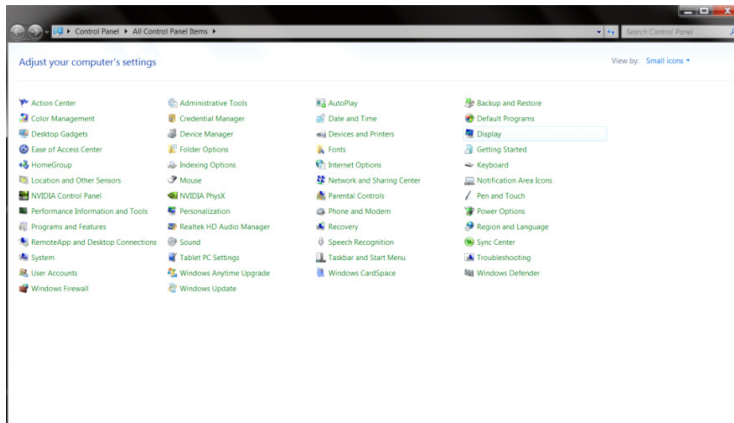 Control Panel ▸ All Control Panel Items ▸ Search Control Panel
Adjust your computer's settings View by: Small icons
Action Center Administrative Tools AutoPlay Backup and Restore
Color Management Credential Manager Date and Time Default Programs
Desktop Gadgets Device Manager Devices and Printers Display
Ease of Access Center Folder Options Fonts Getting Started
HomeGroup Indexing Options Internet Options Keyboard
Location and Other Sensors Mouse Network and Sharing Center Notification Area Icons
NVIDIA Control Panel NVIDIA PhysX Parental Controls Pen and Touch
Performance Information and Tools Personalization Phone and Modem Power Options
Programs and Features Realtek HD Audio Manager Recovery Region and Language
RemoteApp and Desktop Connections Sound Speech Recognition Sync Center
System Tablet PC Settings Taskbar and Start Menu Troubleshooting
User Accounts Windows Anytime Upgrade Windows CardSpace Windows Defender
Windows Firewall Windows Update